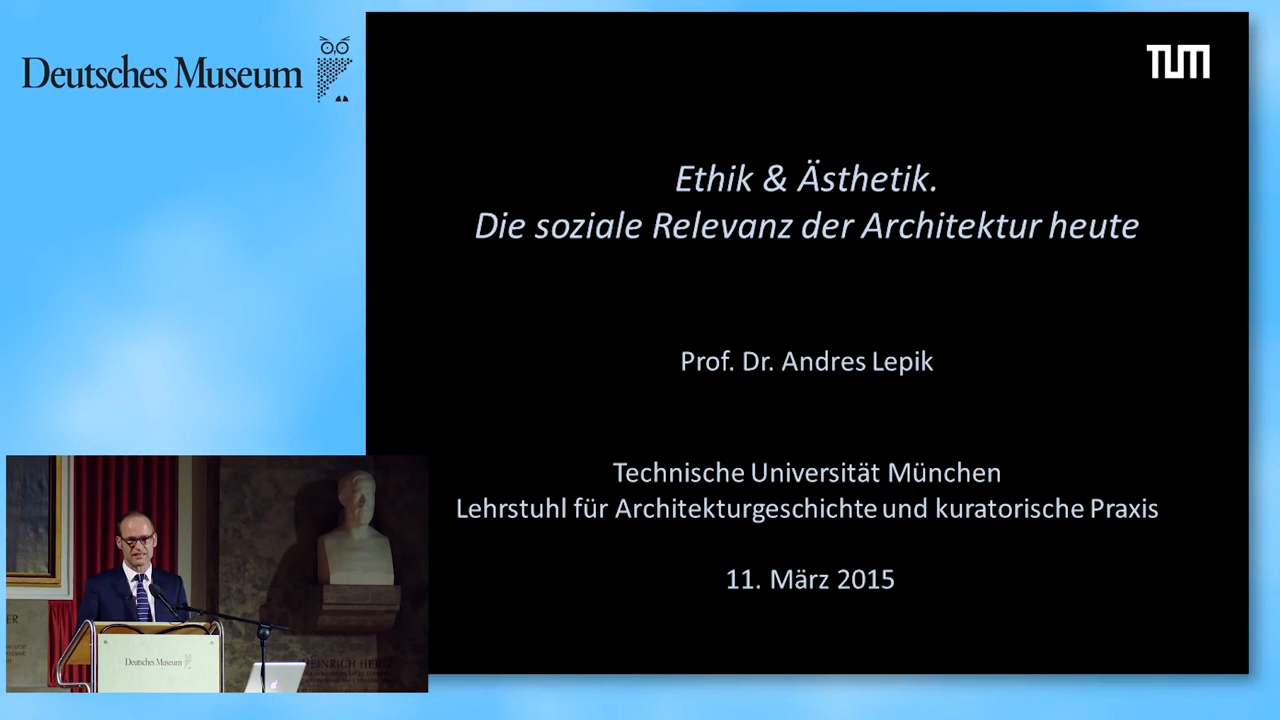 Deutsches Museum
TUM
Ethik & Ästhetik.
Die soziale Relevanz der Architektur heute
Prof. Dr. Andres Lepik
Technische Universität München
Lehrstuhl für Architekturgeschichte und kuratorische Praxis
11. März 2015
Deutsches Museum
HEINRICH HERTZ